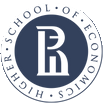 HIGHER · SCHOOL OF ECONOMICS ·